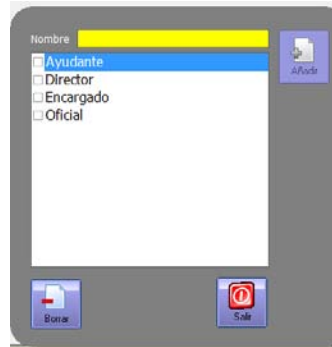 Nombre
Añadir
Ayudante
Director
Encargado
Oficial
Borrar
Salir